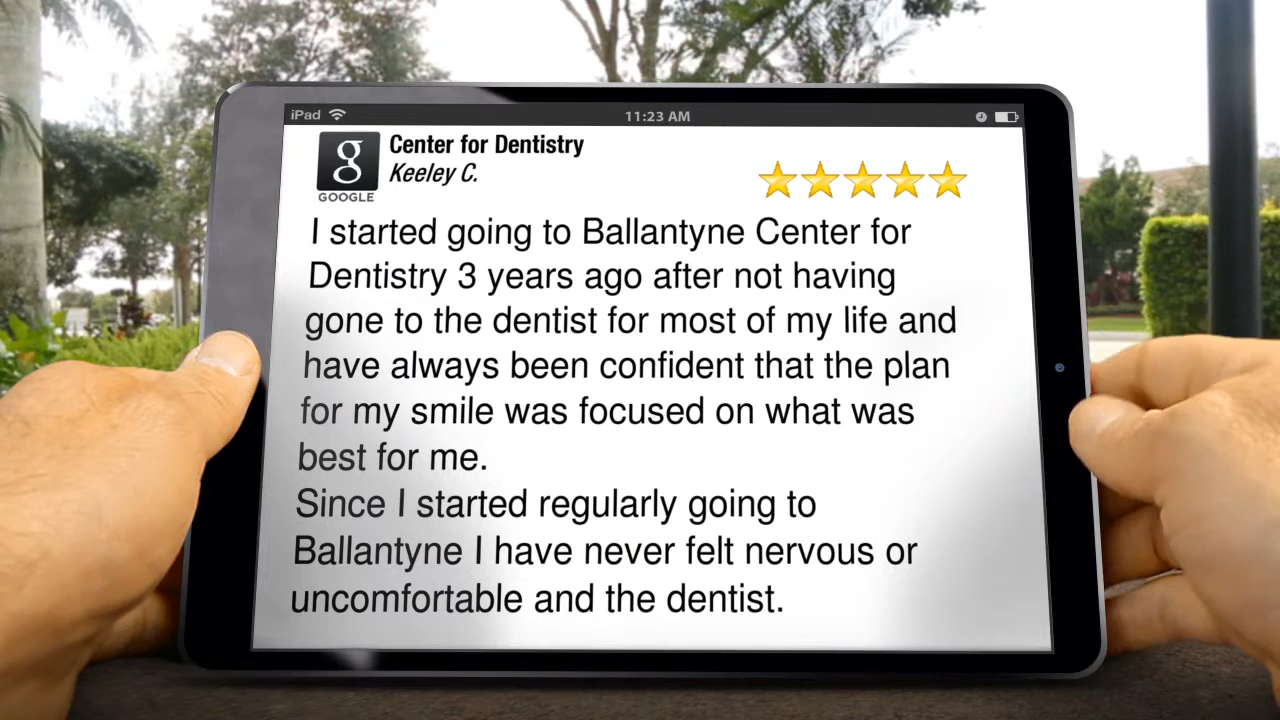 iPad 11:23 AM
g
GOOGLE
Center for Dentistry
Keeley C.
I started going to Ballantyne Center for
Dentistry 3 years ago after not having
gone to the dentist for most of my life and
have always been confident that the plan
for my smile was focused on what was
best for me.
Since I started regularly going to
Ballantyne I have never felt nervous or
uncomfortable and the dentist.